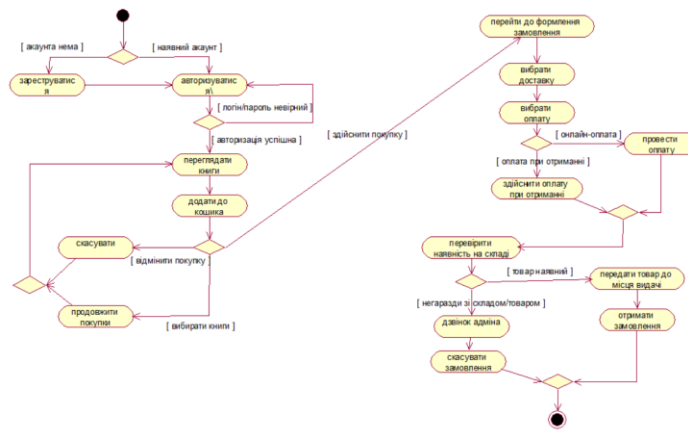 [ акаунта нема ]
[ наявний акаунт ]
зареструватис
я
авторизуватис
я\
[ логін/пароль невірний ]
[ авторизація успішна ]
переглядати
книги
додати до
кошика
скасувати
[ відмінити покупку ]
продовжити
покупки
[ вибирати книги ]
[ здійснити покупку ]
перейти до формлення
замовлення
вибрати
доставку
вибрати
оплату
[ онлайн-оплата ]
провести
оплату
[ оплата при отриманні ]
здійснити оплату
при отриманні
перевірити
наявність на складі
[ товар наявний ]
передати товар до
місця видачі
[ негаразди зі складом/товаром ]
дзвінок адміна
отримати
замовлення
скасувати
замовлення